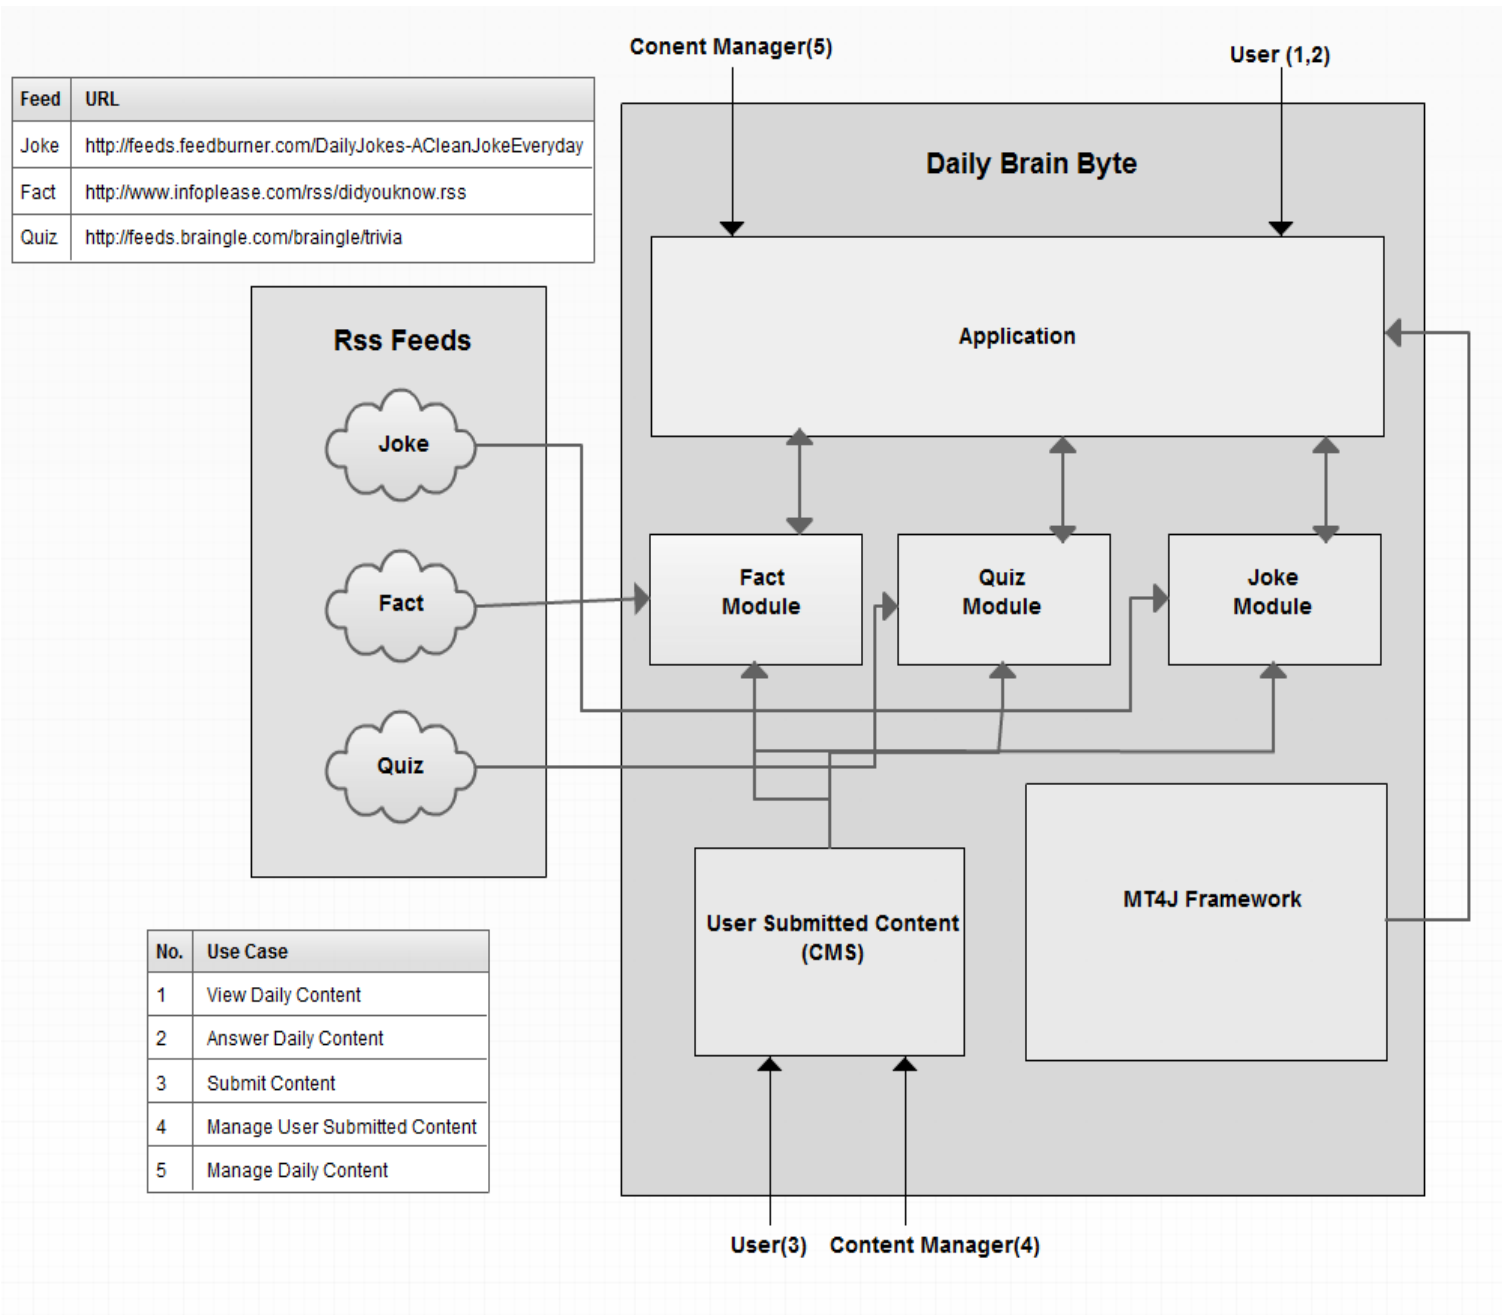 Conent Manager(5)
User (1,2)
Feed URL
Joke http://feeds.feedburner.com/DailyJokes-ACleanJokeEveryday
Fact http://www.infoplease.com/rss/didyouknow.rss
Quiz http://feeds.braingle.com/braingle/trivia
Daily Brain Byte
Application
Rss Feeds
Joke
Fact
Quiz
Fact
Module
Quiz
Module
Joke
Module
MT4J Framework
User Submitted Content
(CMS)
No. Use Case
1 View Daily Content
2 Answer Daily Content
3 Submit Content
4 Manage User Submitted Content
5 Manage Daily Content
User(3)
Content Manager(4)